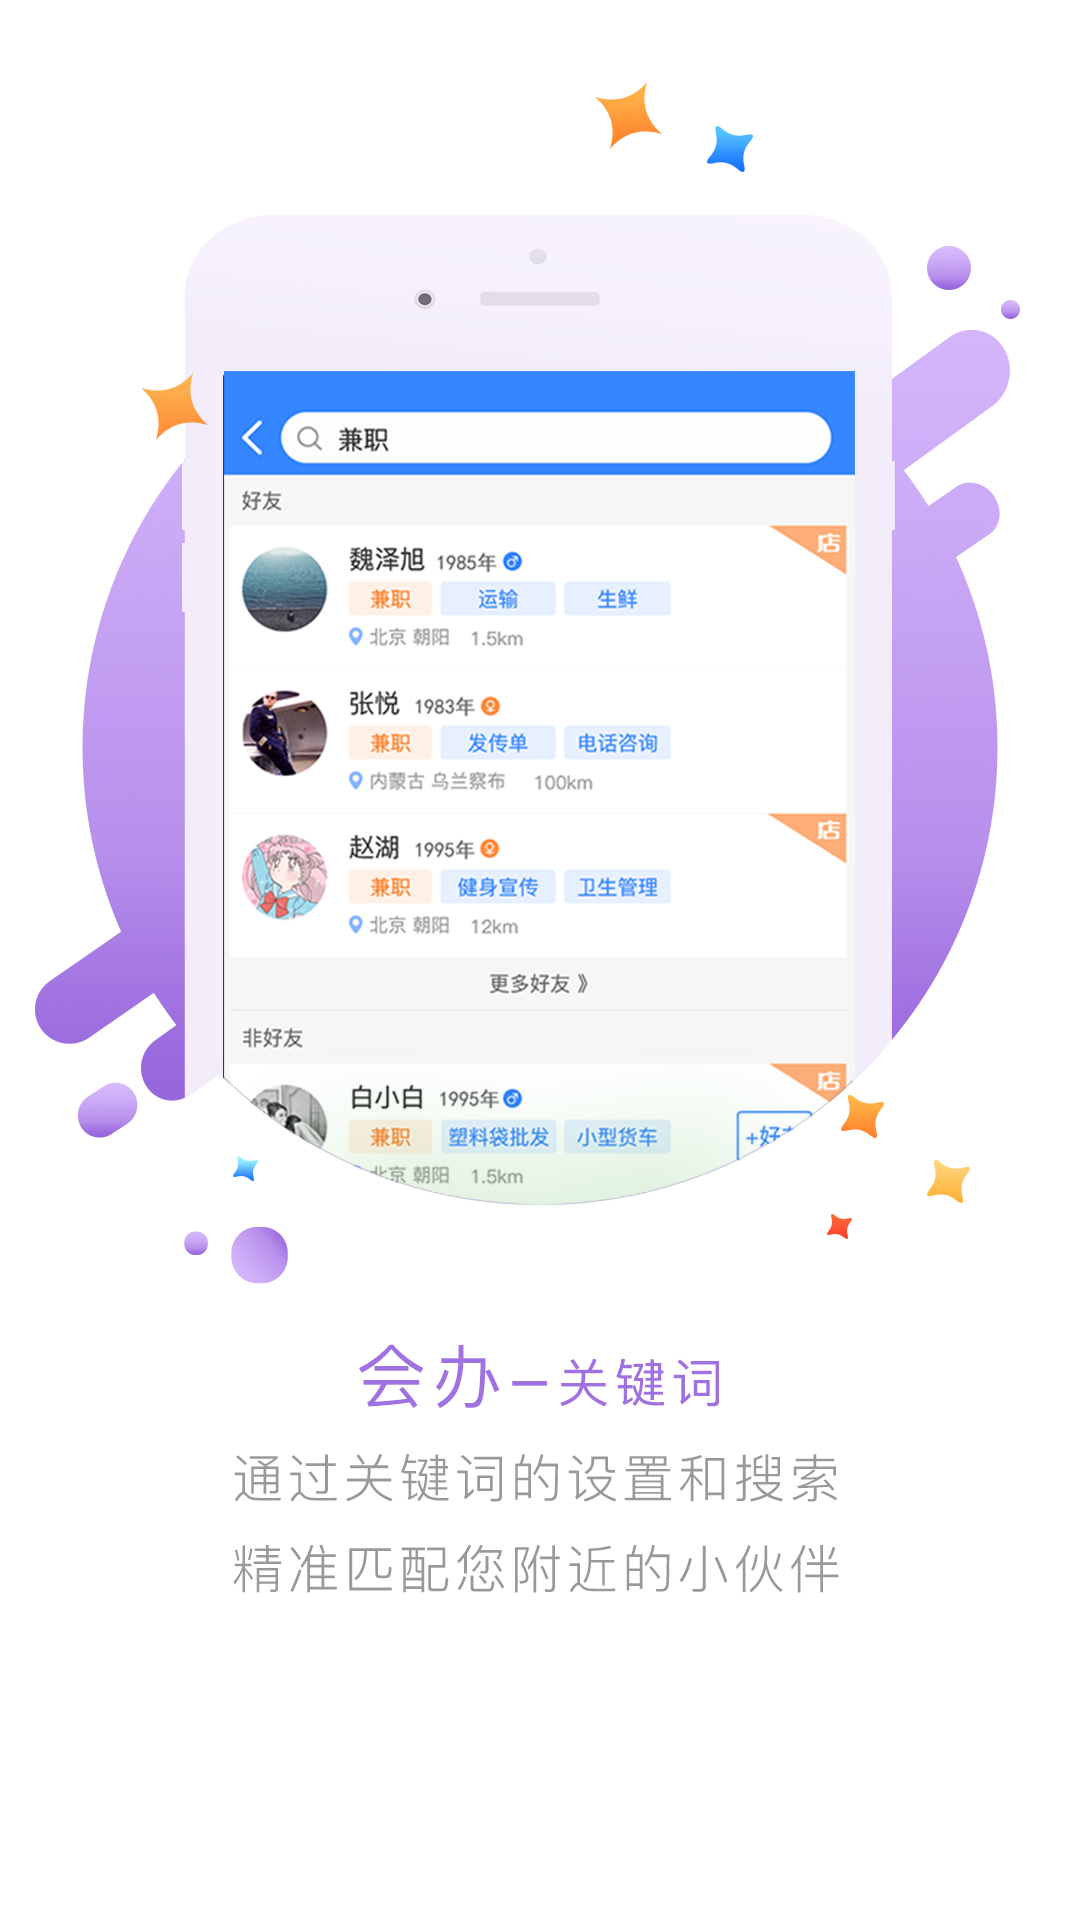 兼职
好友
店
魏泽旭 1985年
兼职 运输 生鲜
北京 朝阳 1.5km
张悦 1983年
兼职 发传单 电话咨询
内蒙古 乌兰察布 100km
店
赵湖 1995年
兼职 健身宣传 卫生管理
北京 朝阳 12km
更多好友 》
非好友
店
白小白 1995年
兼职 塑料袋批发 小型货车
+好友
北京 朝阳 1.5km
会办–关键词
通过关键词的设置和搜索
精准匹配您附近的小伙伴